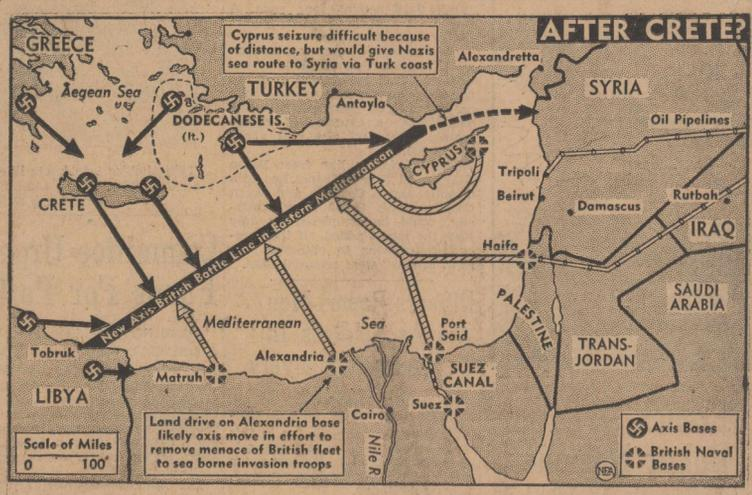 AFTER CRETE?
GREECE
Cyprus seizure difficult because
of distance, but would give Nazis
sea route to Syria via Turk coast
Alexandretta
Aegean Sea
TURKEY
SYRIA
Antayla
DODECANESE IS.
(It.)
Oil Pipelines
CYPRUS
Tripoli
CRETE
Beirut
Damascus
Rutbah
IRAQ
New Axis-British Battle Line in Eastern Mediterranean
Haifa
SAUDI
ARABIA
PALESTINE
Mediterranean
Sea
Port
Said
TRANS-
JORDAN
Tobruk
Alexandria
Matruh
SUEZ
CANAL
LIBYA
Suez
Cairo
Nile R
Land drive on Alexandria base
likely axis move in effort to
remove menace of British fleet
to sea borne invasion troops
Scale of Miles
0 100
Axis Bases
British Naval
Bases
NEA